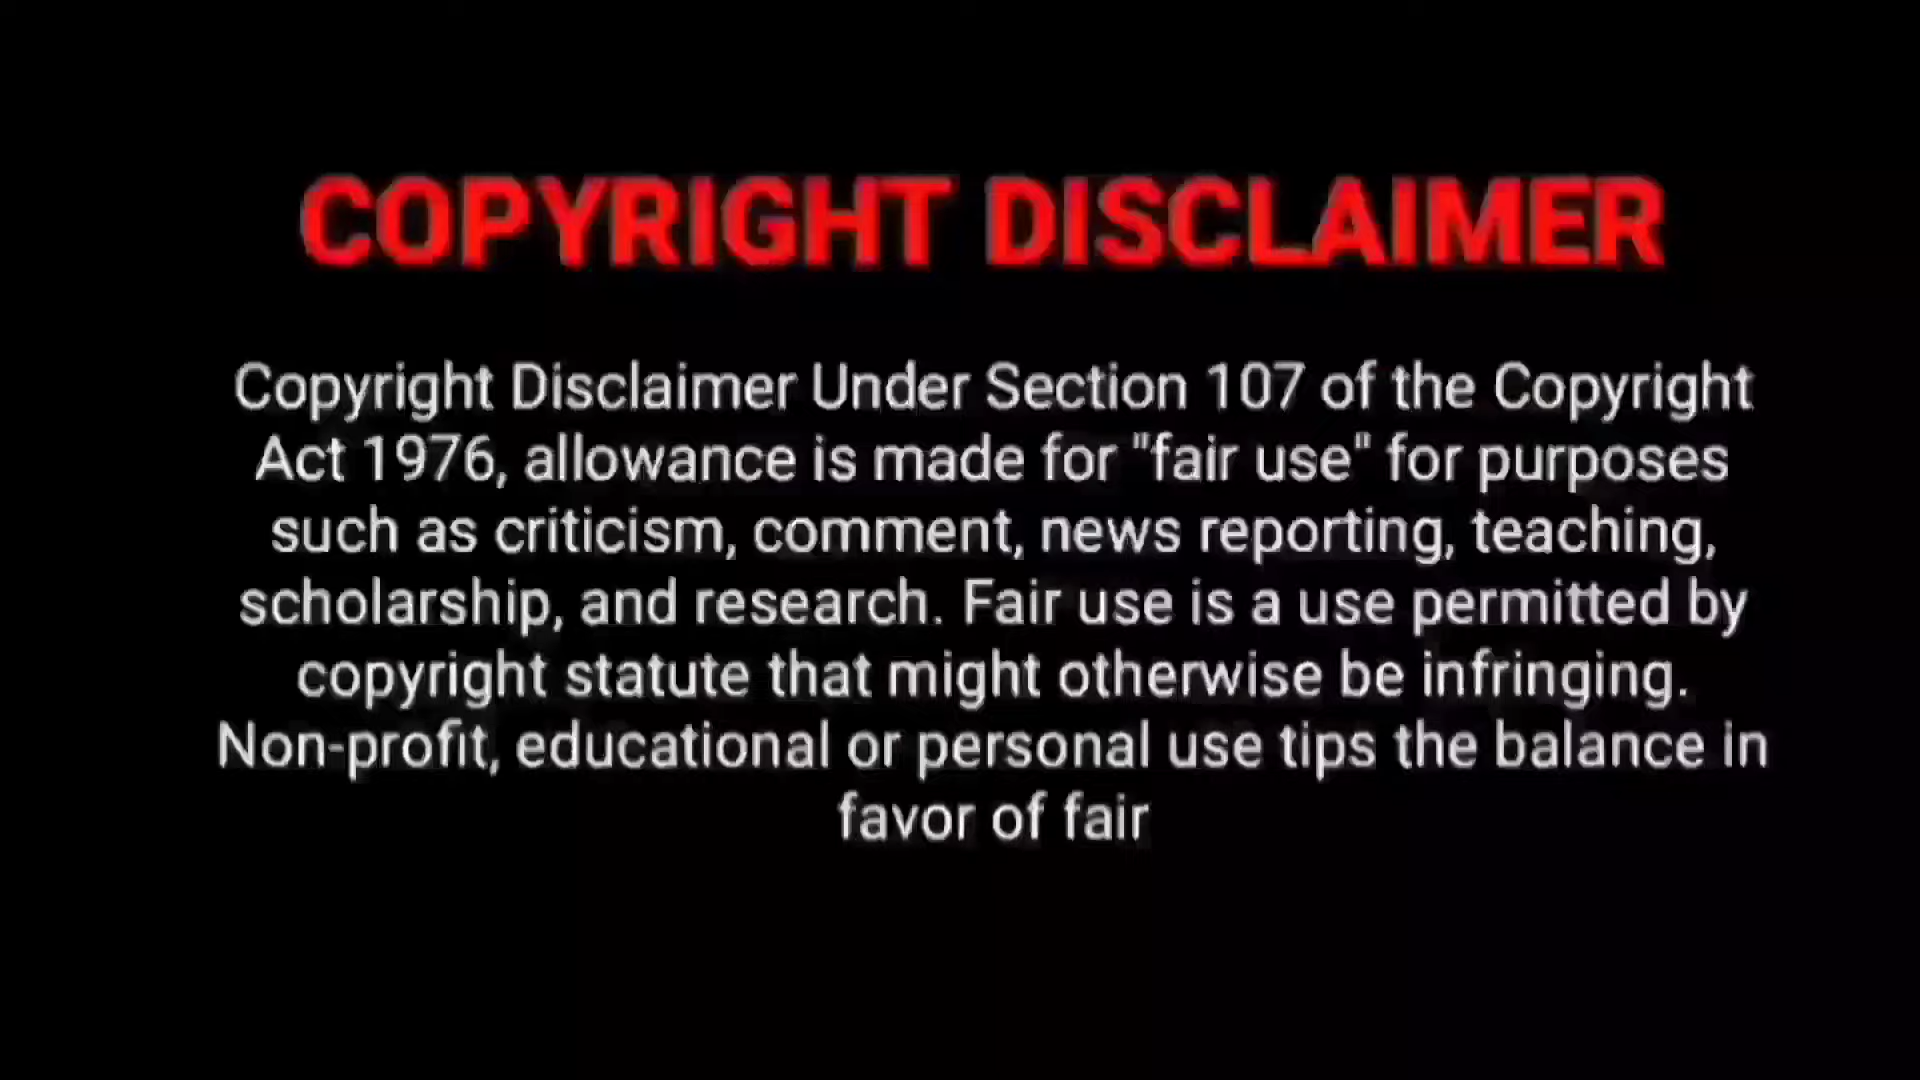 COPYRIGHT DISCLAIMER
Copyright Disclaimer Under Section 107 of the Copyright
Act 1976, allowance is made for "fair use" for purposes
such as criticism, comment, news reporting, teaching,
scholarship, and research. Fair use is a use permitted by
copyright statute that might otherwise be infringing.
Non-profit, educational or personal use tips the balance in
favor of fair